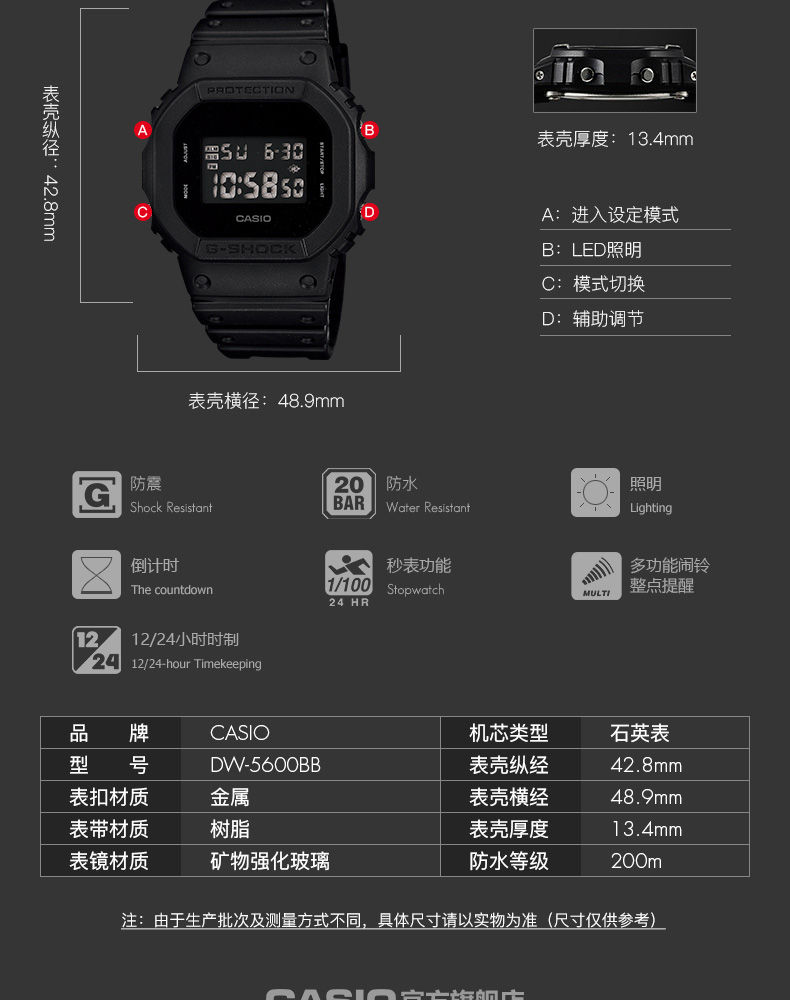 表壳纵径：42.8mm
PROTECTION
A
B
ADJUST
START/STOP
SU 6-30
10:58 50
MODE
LIGHT
CASIO
C
D
G-SHOCK
表壳横径：48.9mm
表壳厚度：13.4mm
A：进入设定模式
B：LED照明
C：模式切换
D：辅助调节
G
防震
Shock Resistant
20
BAR
防水
Water Resistant
照明
Lighting
倒计时
The countdown
1/100
24 HR
秒表功能
Stopwatch
MULTI
多功能闹铃
整点提醒
12
24
12/24小时时制
12/24-hour Timekeeping
品 牌 CASIO 机芯类型 石英表
型 号 DW-5600BB 表壳纵经 42.8mm
表扣材质 金属 表壳横经 48.9mm
表带材质 树脂 表壳厚度 13.4mm
表镜材质 矿物强化玻璃 防水等级 200m
注：由于生产批次及测量方式不同，具体尺寸请以实物为准（尺寸仅供参考）
CASIO官方旗舰店